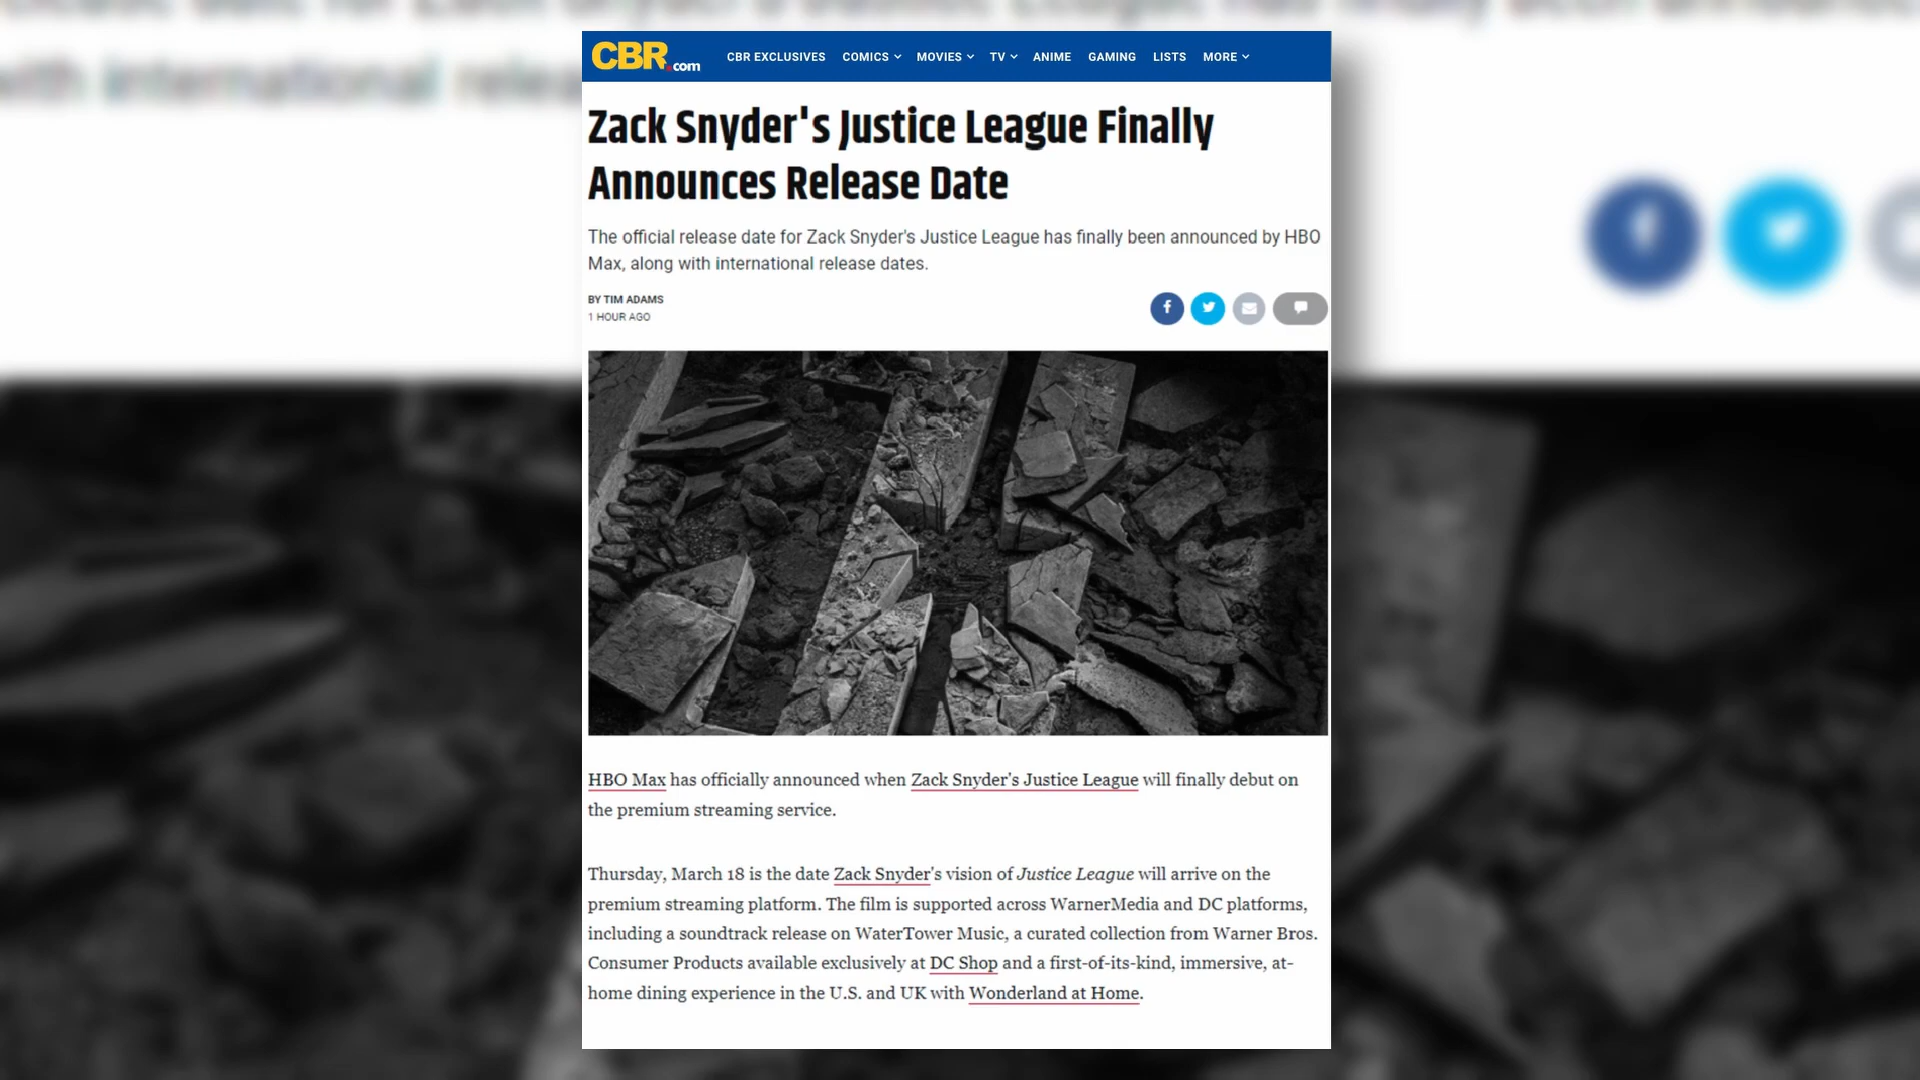 CBR.com CBR EXCLUSIVES COMICS MOVIES TV ANIME GAMING LISTS MORE
Zack Snyder's Justice League Finally
Announces Release Date
The official release date for Zack Snyder's Justice League has finally been announced by HBO
Max, along with international release dates.
BY TIM ADAMS
1 HOUR AGO
HBO Max has officially announced when Zack Snyder's Justice League will finally debut on
the premium streaming service.
Thursday, March 18 is the date Zack Snyder's vision of Justice League will arrive on the
premium streaming platform. The film is supported across WarnerMedia and DC platforms,
including a soundtrack release on WaterTower Music, a curated collection from Warner Bros.
Consumer Products available exclusively at DC Shop and a first-of-its-kind, immersive, at-
home dining experience in the U.S. and UK with Wonderland at Home.
with international relea